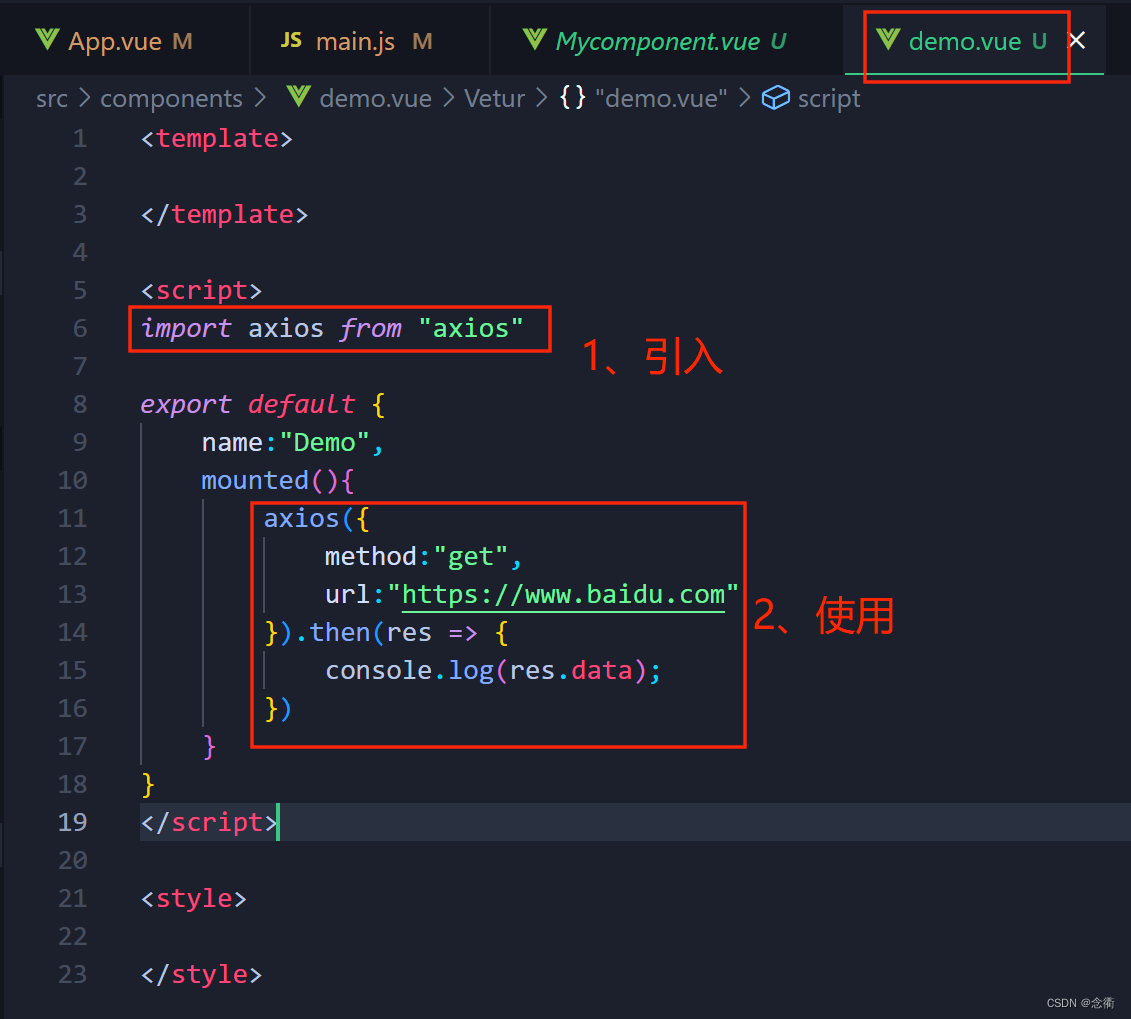 App.vue M JS main.js M Mycomponent.vue U demo.vue U ×
src > components > demo.vue > Vetur > {} "demo.vue" > script
1 <template>
2
3 </template>
4
5 <script>
6 import axios from "axios"
1、引入
7
8 export default {
9 name:"Demo",
10 mounted(){
11 axios({
12 method:"get",
13 url:"https://www.baidu.com"
2、使用
14 }).then(res => {
15 console.log(res.data);
16 })
17 }
18 }
19 </script>
20
21 <style>
22
23 </style>
CSDN @念衢